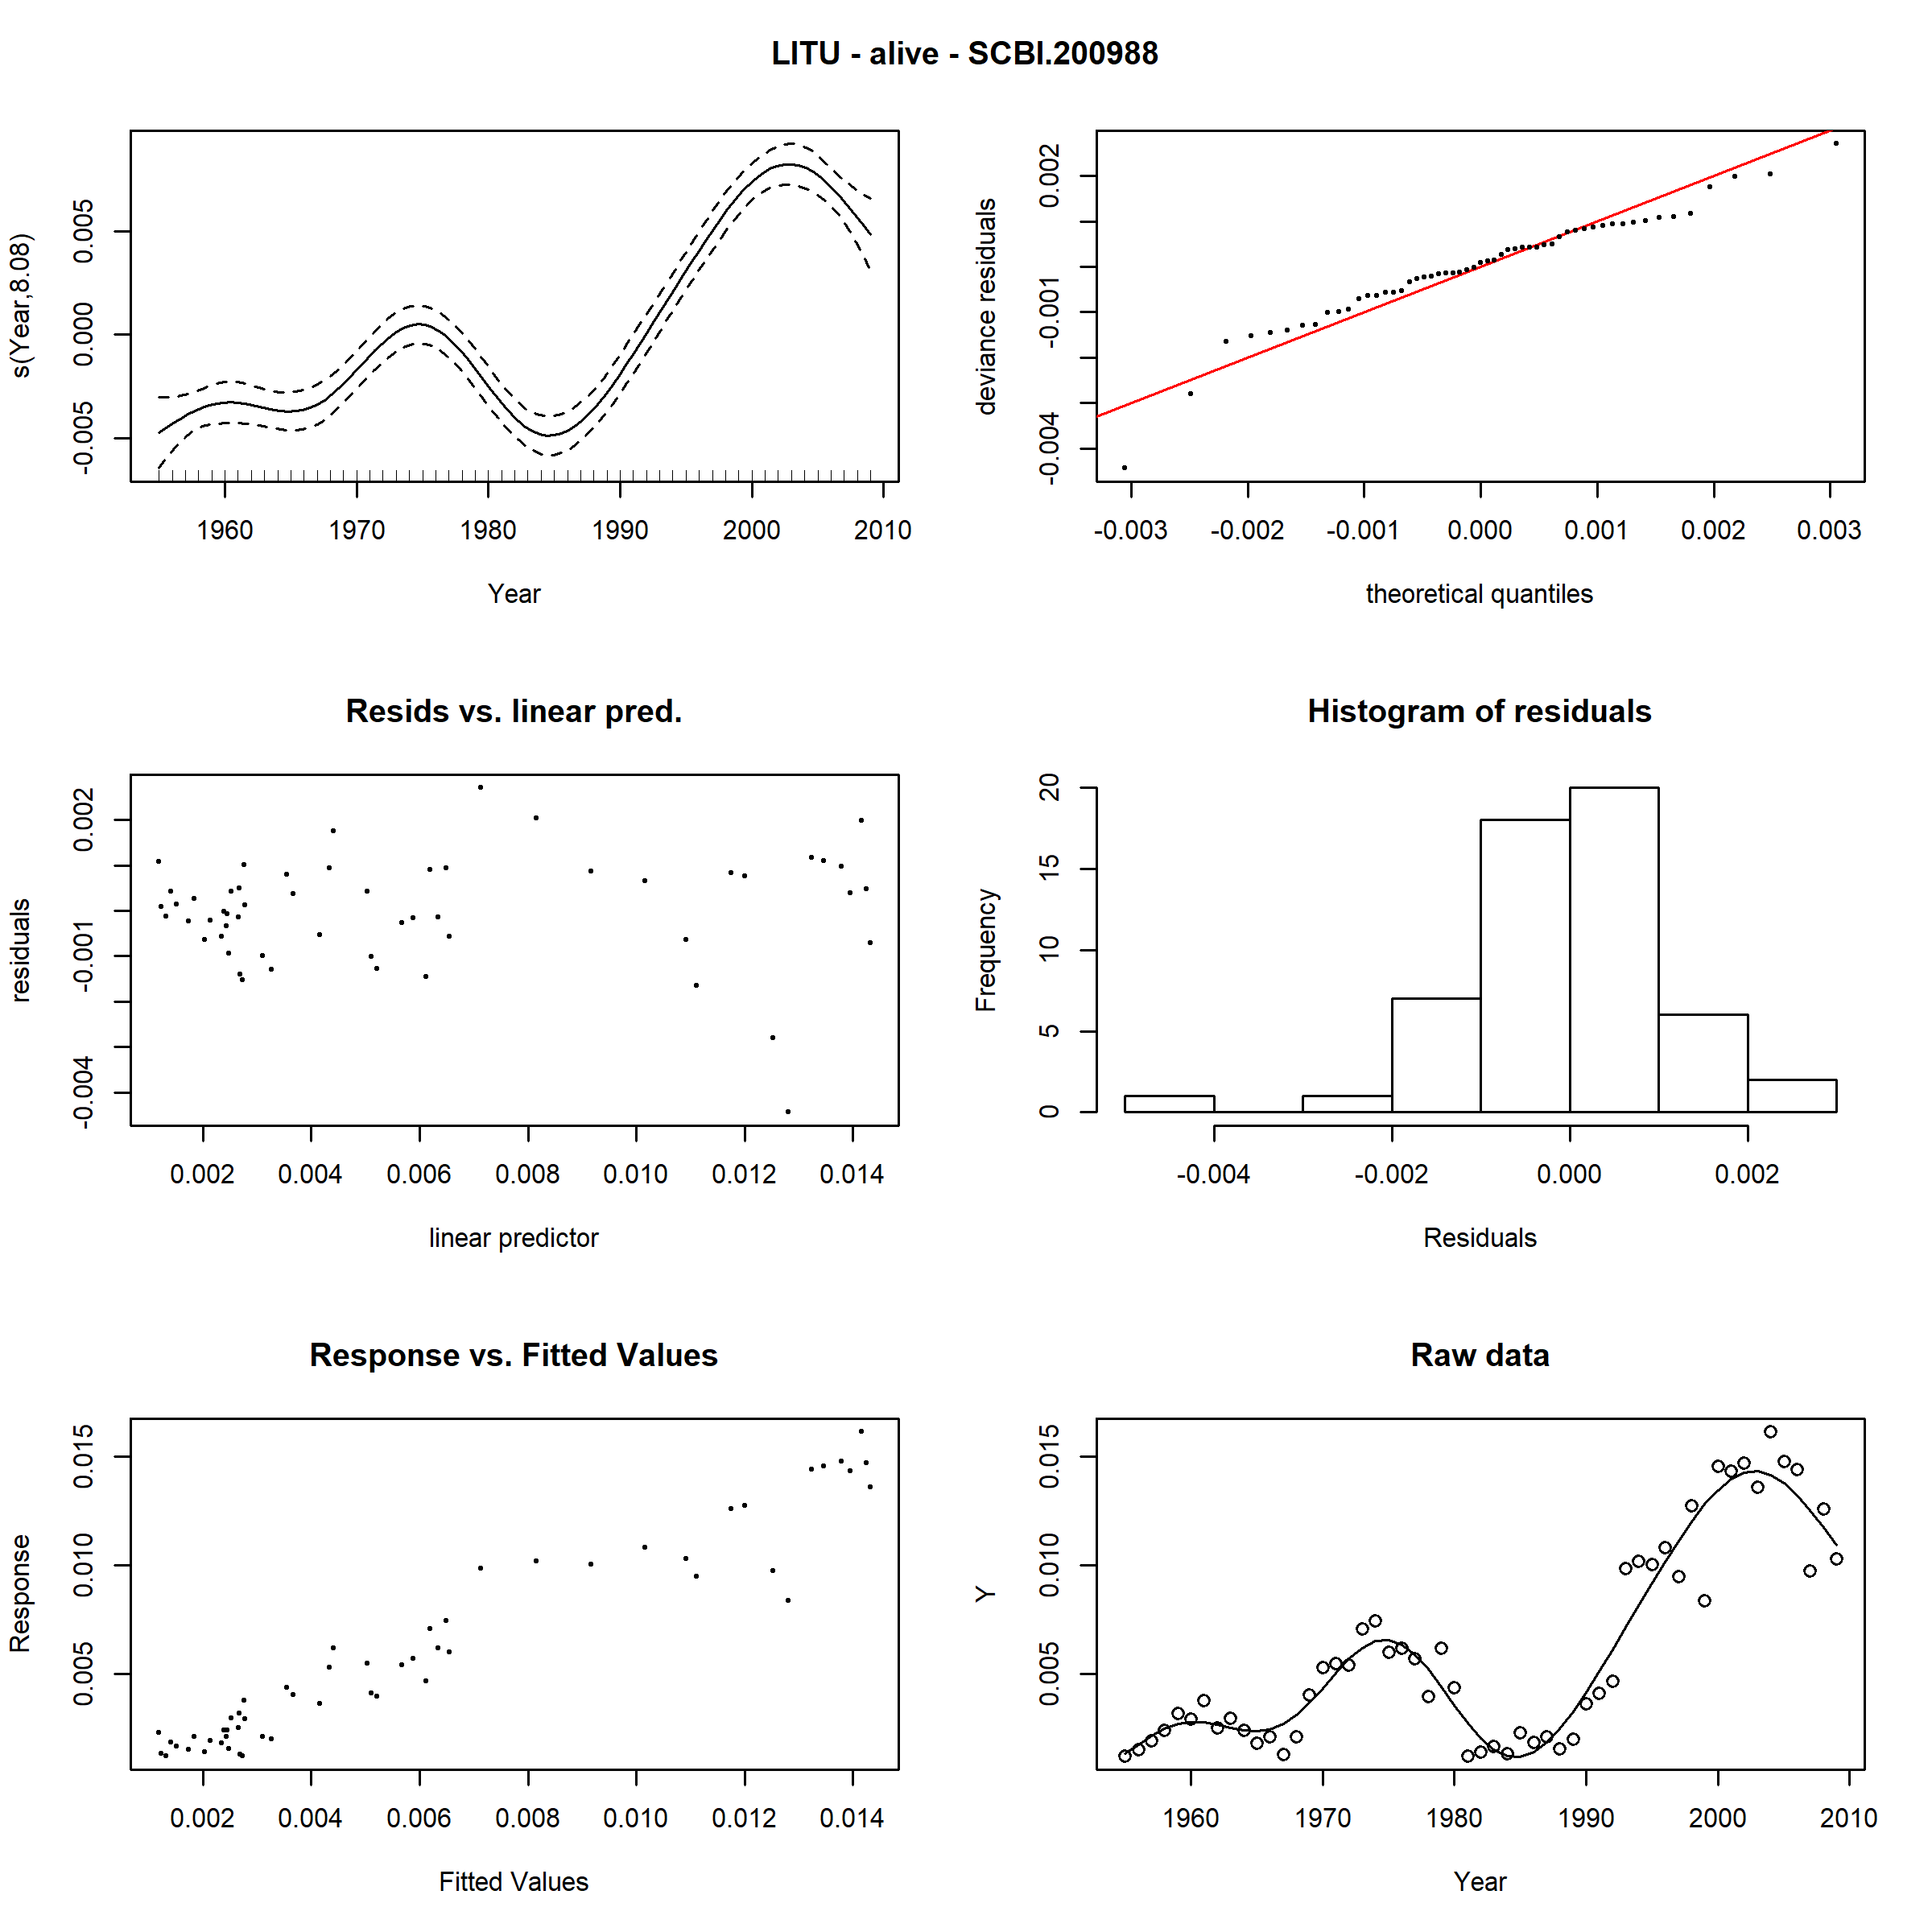 LITU - alive - SCBI.200988
s(Year,8.08)
0.005
0.000
-0.005
1960 1970 1980 1990 2000 2010
Year
deviance residuals
0.002
-0.001
-0.004
-0.003 -0.002 -0.001 0.000 0.001 0.002 0.003
theoretical quantiles
Resids vs. linear pred.
residuals
0.002
-0.001
-0.004
0.002 0.004 0.006 0.008 0.010 0.012 0.014
linear predictor
Histogram of residuals
Frequency
20
15
10
5
0
-0.004 -0.002 0.000 0.002
Residuals
Response vs. Fitted Values
Response
0.015
0.010
0.005
0.002 0.004 0.006 0.008 0.010 0.012 0.014
Fitted Values
Raw data
Y
0.015
0.010
0.005
1960 1970 1980 1990 2000 2010
Year